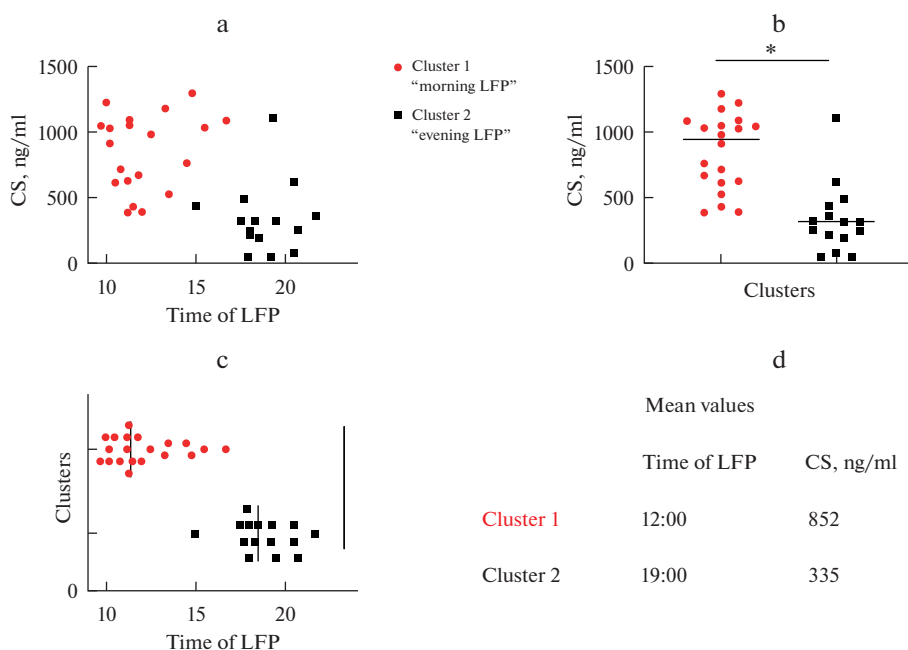 a
1500
1000
500
0
CS, ng/ml
10
15
20
Time of LFP
Cluster 1
“morning LFP”
Cluster 2
“evening LFP”
b
*
1500
1000
500
0
CS, ng/ml
Clusters
c
Clusters
0
10
15
20
Time of LFP
d
Mean values
Time of LFP CS, ng/ml
Cluster 1 12:00 852
Cluster 2 19:00 335